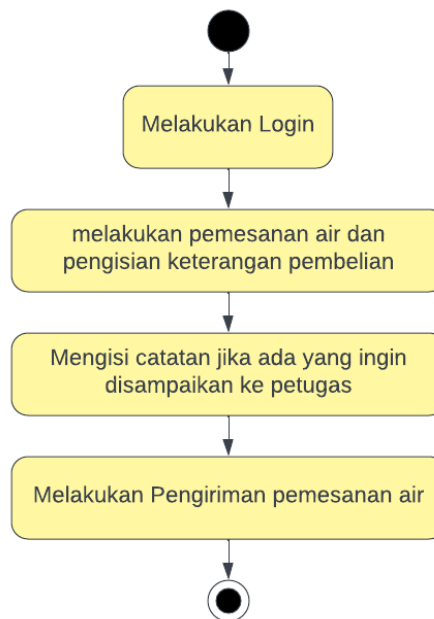 Melakukan Login
melakukan pemesanan air dan
pengisian keterangan pembelian
Mengisi catatan jika ada yang ingin
disampaikan ke petugas
Melakukan Pengiriman pemesanan air